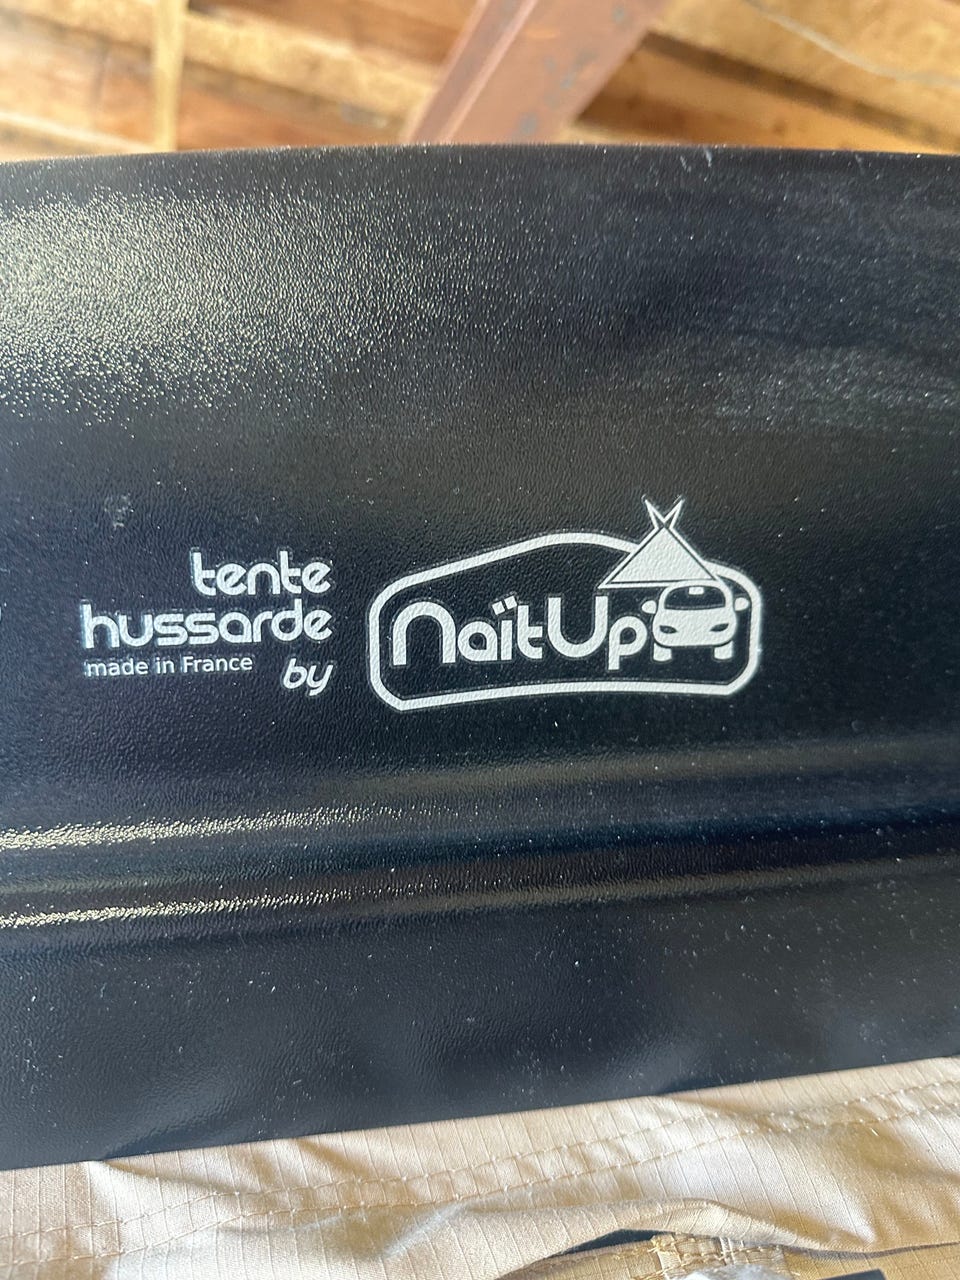 tente
hussarde
made in France
by
NaïtUp